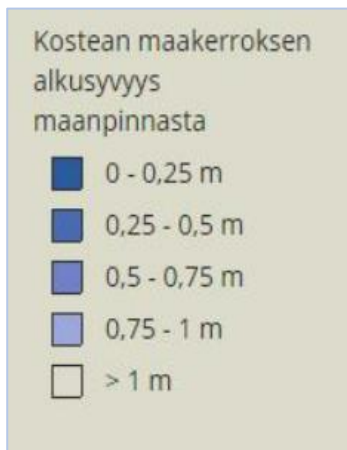 Kostean maakerroksen
alkusyvyys
maanpinnasta
0 - 0,25 m
0,25 - 0,5 m
0,5 - 0,75 m
0,75 - 1 m
> 1 m